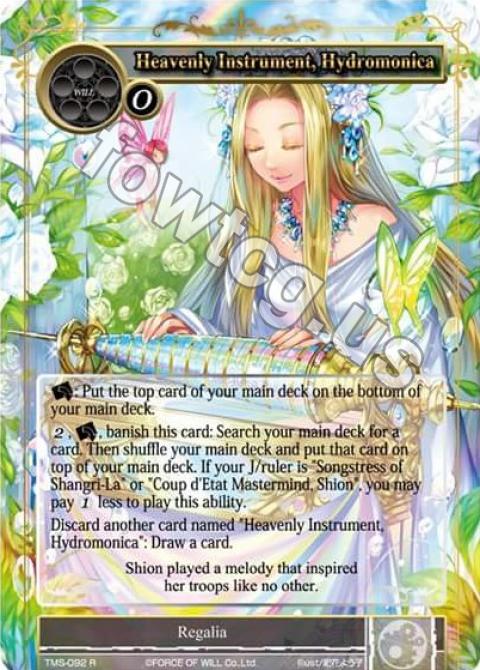 Heavenly Instrument, Hydromonica
WILL
0
fowtcg.us
: Put the top card of your main deck on the bottom of
your main deck.
2, , banish this card: Search your main deck for a
card. Then shuffle your main deck and put that card on
top of your main deck. If your J/ruler is "Songstress of
Shangri-La" or "Coup d'Etat Mastermind, Shion", you may
pay 1 less to play this ability.
Discard another card named "Heavenly Instrument,
Hydromonica": Draw a card.
Shion played a melody that inspired
her troops like no other.
Regalia
TMS-092 R ©FORCE OF WILL Co.,Ltd. Illust/